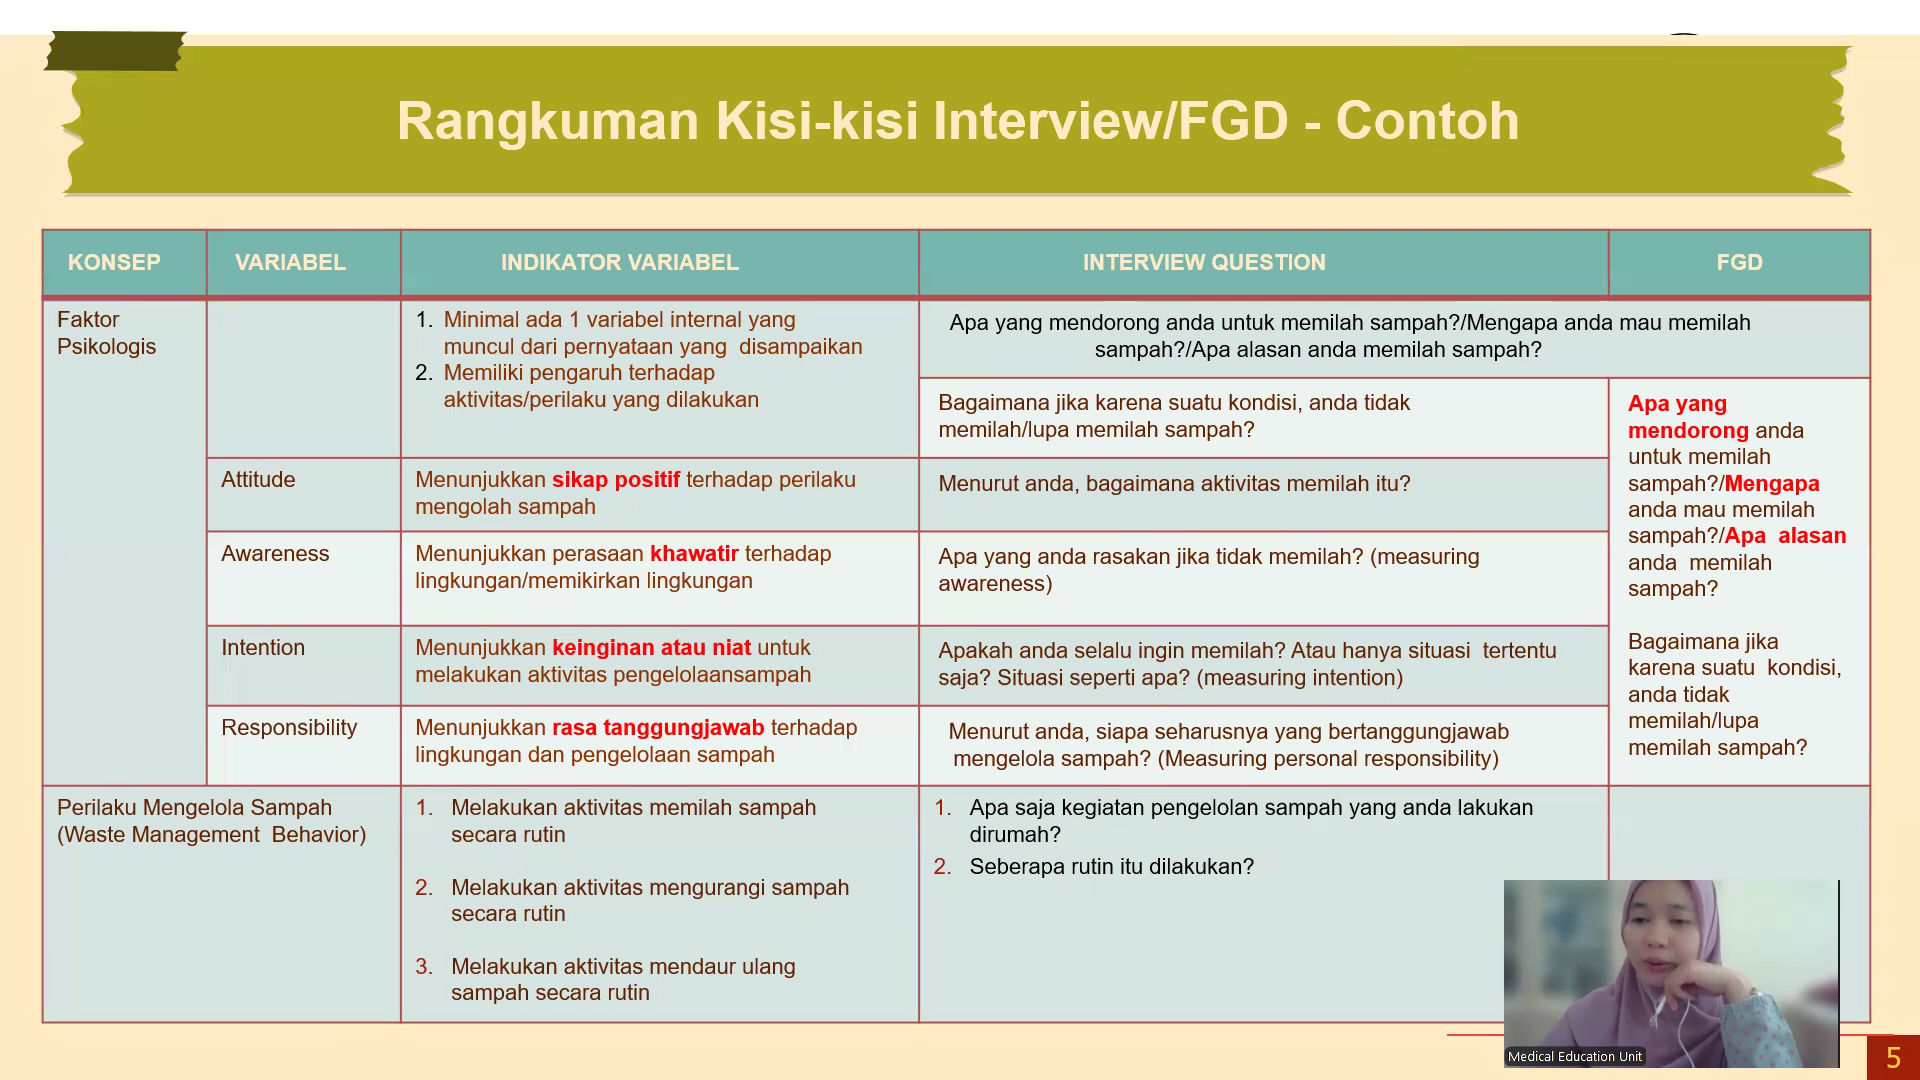 Rangkuman Kisi-kisi Interview/FGD - Contoh
KONSEP
VARIABEL
INDIKATOR VARIABEL
INTERVIEW QUESTION
FGD
Faktor
Psikologis
1. Minimal ada 1 variabel internal yang
muncul dari pernyataan yang disampaikan
2. Memiliki pengaruh terhadap
aktivitas/perilaku yang dilakukan
Apa yang mendorong anda untuk memilah sampah?/Mengapa anda mau memilah
sampah?/Apa alasan anda memilah sampah?
Bagaimana jika karena suatu kondisi, anda tidak
memilah/lupa memilah sampah?
Apa yang
mendorong anda
untuk memilah
sampah?/Mengapa
anda mau memilah
sampah?/Apa alasan
anda memilah
sampah?
Bagaimana jika
karena suatu kondisi,
anda tidak
memilah/lupa
memilah sampah?
Attitude
Menunjukkan sikap positif terhadap perilaku
mengolah sampah
Menurut anda, bagaimana aktivitas memilah itu?
Awareness
Menunjukkan perasaan khawatir terhadap
lingkungan/memikirkan lingkungan
Apa yang anda rasakan jika tidak memilah? (measuring
awareness)
Intention
Menunjukkan keinginan atau niat untuk
melakukan aktivitas pengelolaansampah
Apakah anda selalu ingin memilah? Atau hanya situasi tertentu
saja? Situasi seperti apa? (measuring intention)
Responsibility
Menunjukkan rasa tanggungjawab terhadap
lingkungan dan pengelolaan sampah
Menurut anda, siapa seharusnya yang bertanggungjawab
mengelola sampah? (Measuring personal responsibility)
Perilaku Mengelola Sampah
(Waste Management Behavior)
1. Melakukan aktivitas memilah sampah
secara rutin
2. Melakukan aktivitas mengurangi sampah
secara rutin
3. Melakukan aktivitas mendaur ulang
sampah secara rutin
1. Apa saja kegiatan pengelolan sampah yang anda lakukan
dirumah?
2. Seberapa rutin itu dilakukan?
Medical Education Unit
5